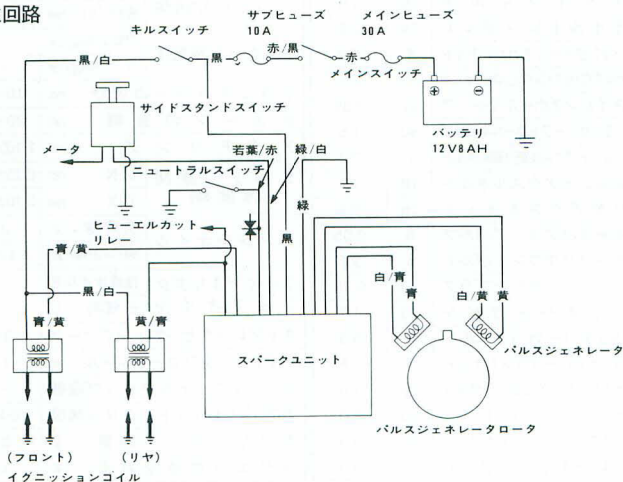 回路
キルスイッチ
サブヒューズ
10A
メインヒューズ
30A
黒/白
黒
赤/黒
赤
メインスイッチ
サイドスタンドスイッチ
バッテリ
12V8AH
メータ
若葉/赤
緑/白
ニュートラルスイッチ
緑
ヒューエルカット
リレー
黒
青/黄
黒/白
白/青
青
白/黄
黄
青/黄
黄/青
スパークユニット
パルスジェネレータ
パルスジェネレータロータ
(フロント)
(リヤ)
イグニッションコイル